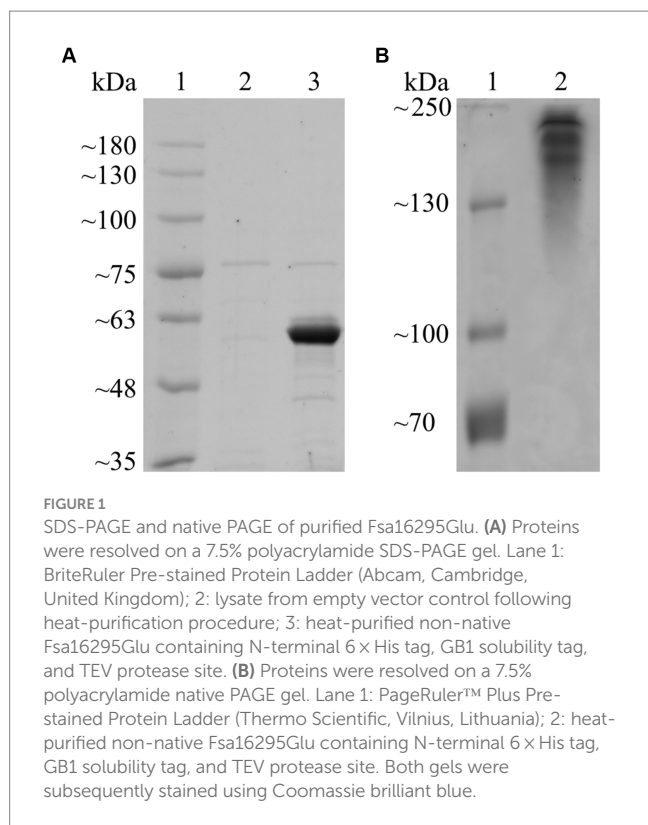 A
kDa 1 2 3
~180
~130
~100
~75
~63
~48
~35
B
1 2
~250
~130
~100
~70
FIGURE 1
SDS-PAGE and native PAGE of purified Fsa16295Glu. (A) Proteins
were resolved on a 7.5% polyacrylamide SDS-PAGE gel. Lane 1:
BriteRuler Pre-stained Protein Ladder (Abcam, Cambridge,
United Kingdom); 2: lysate from empty vector control following
heat-purification procedure; 3: heat-purified non-native
Fsa16295Glu containing N-terminal 6 × His tag, GB1 solubility tag,
and TEV protease site. (B) Proteins were resolved on a 7.5%
polyacrylamide native PAGE gel. Lane 1: PageRuler™ Plus Pre-
stained Protein Ladder (Thermo Scientific, Vilnius, Lithuania); 2: heat-
purified non-native Fsa16295Glu containing N-terminal 6 × His tag,
GB1 solubility tag, and TEV protease site. Both gels were
subsequently stained using Coomassie brilliant blue.